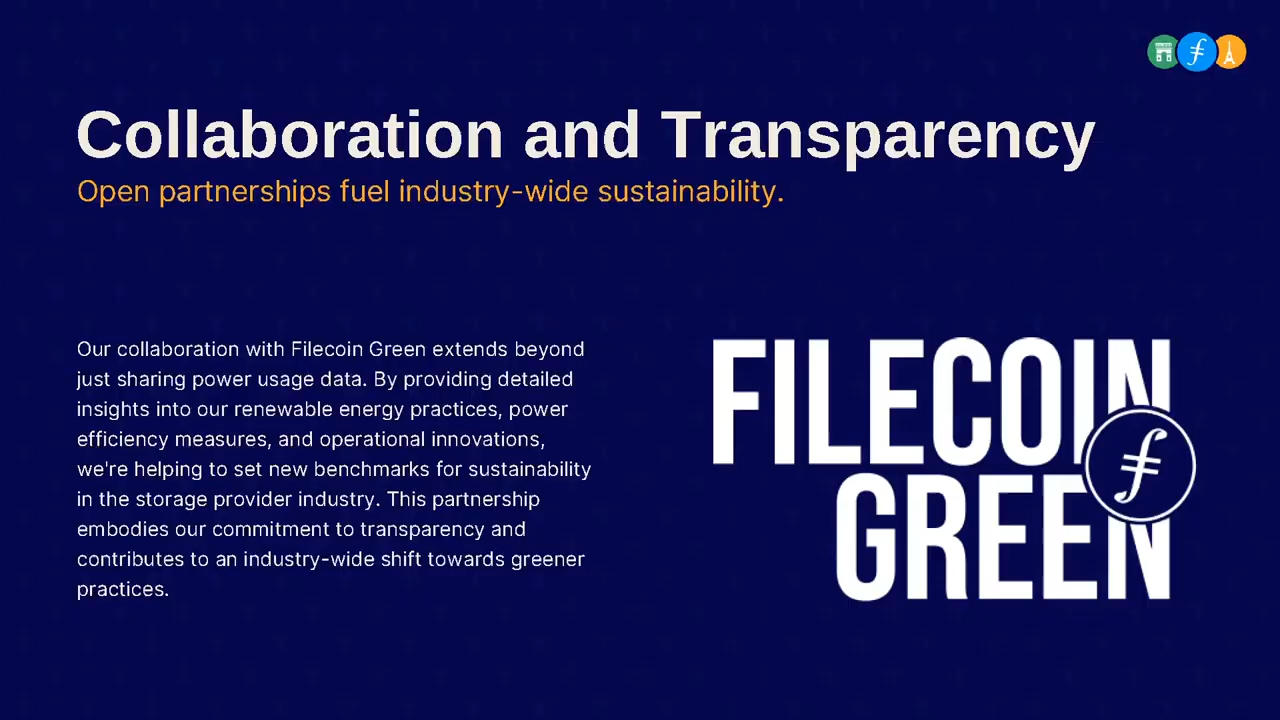 Collaboration and Transparency
Open partnerships fuel industry-wide sustainability.
Our collaboration with Filecoin Green extends beyond
just sharing power usage data. By providing detailed
insights into our renewable energy practices, power
efficiency measures, and operational innovations,
we're helping to set new benchmarks for sustainability
in the storage provider industry. This partnership
embodies our commitment to transparency and
contributes to an industry-wide shift towards greener
practices.
FILECOIN
GREEN